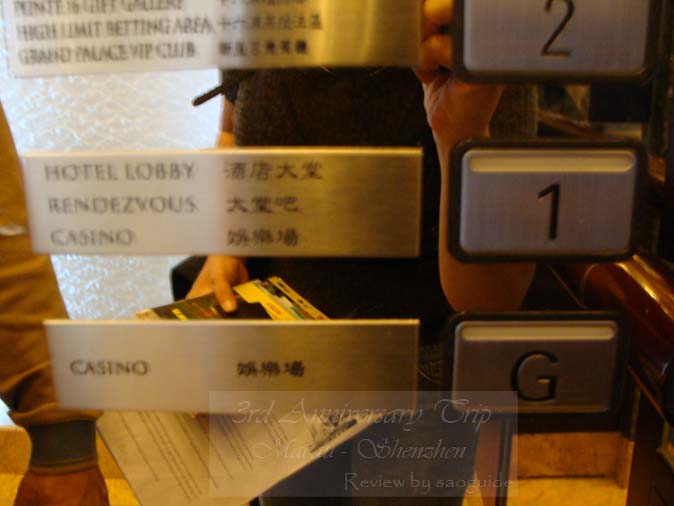 PONTE 16 GIFT GALLERY
HIGH LIMIT BETTING AREA
GRAND PALACE VIP CLUB
2
HOTEL LOBBY 酒店大堂
RENDEZVOUS 大堂吧
CASINO 娛樂場
1
CASINO 娛樂場
G
3rd Anniversary Trip
Macau - Shenzhen
Review by saoguide